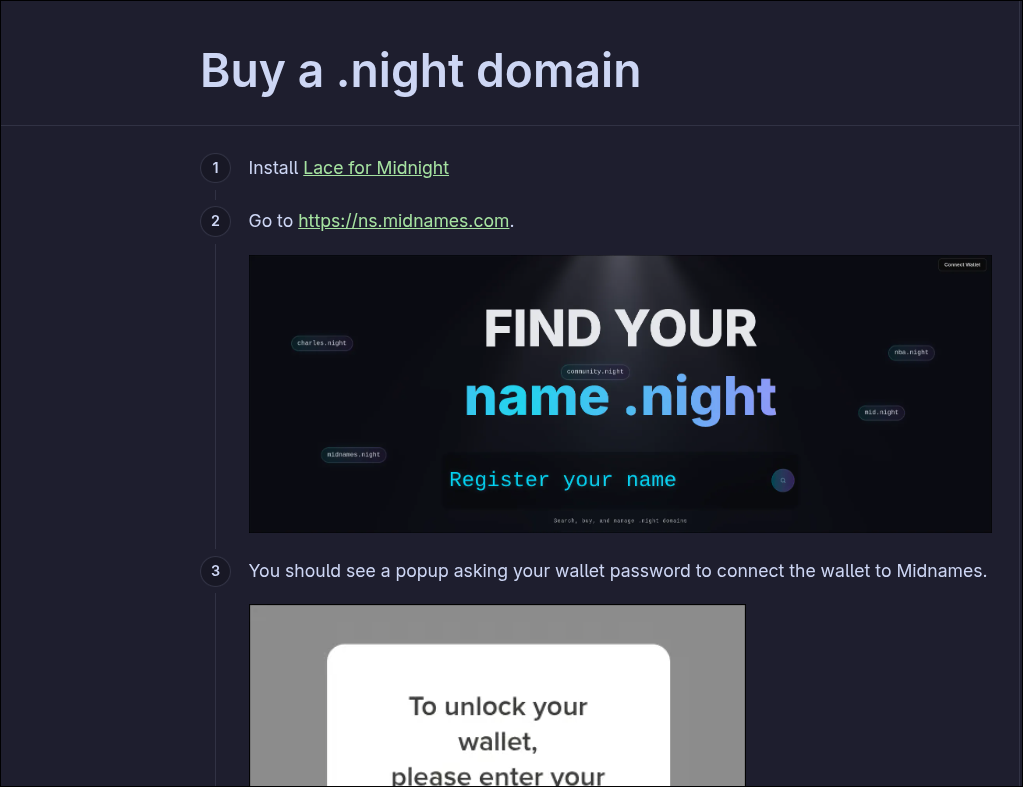 Buy a .night domain
1
Install Lace for Midnight
2
Go to https://ns.midnames.com.
Connect Wallet
FIND YOUR
charles.night
nba.night
community.night
name .night
mid.night
midnames.night
Register your name
Search, buy, and manage .night domains
3
You should see a popup asking your wallet password to connect the wallet to Midnames.
To unlock your
wallet,
please enter your